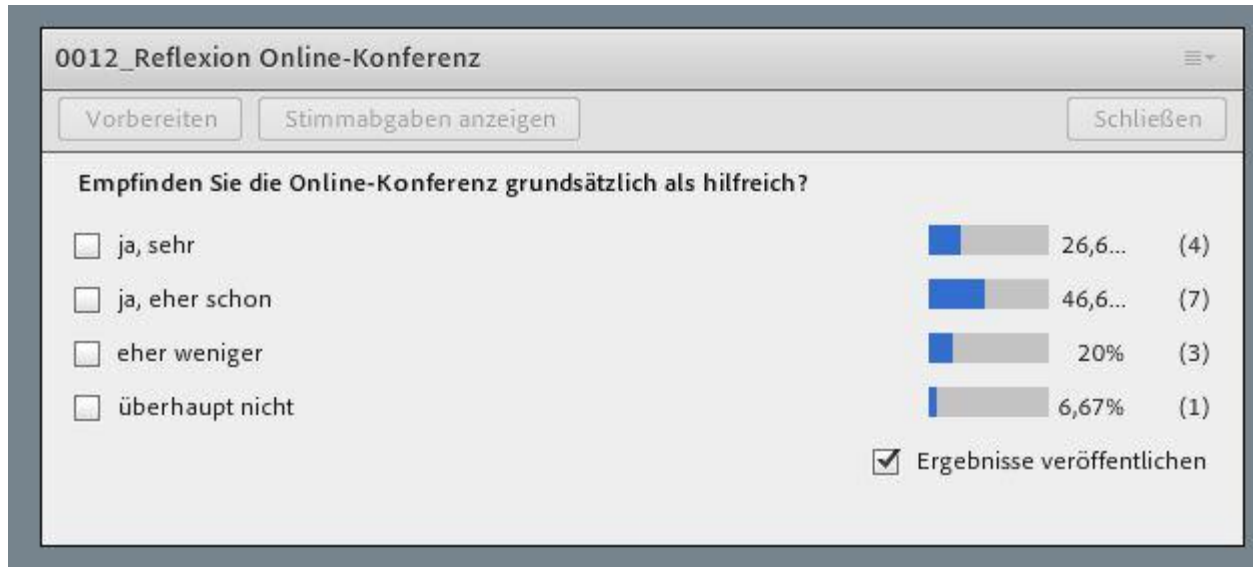 0012_Reflexion Online-Konferenz
Vorbereiten Stimmabgaben anzeigen Schließen
Empfinden Sie die Online-Konferenz grundsätzlich als hilfreich?
ja, sehr 26,6... (4)
ja, eher schon 46,6... (7)
eher weniger 20% (3)
überhaupt nicht 6,67% (1)
Ergebnisse veröffentlichen